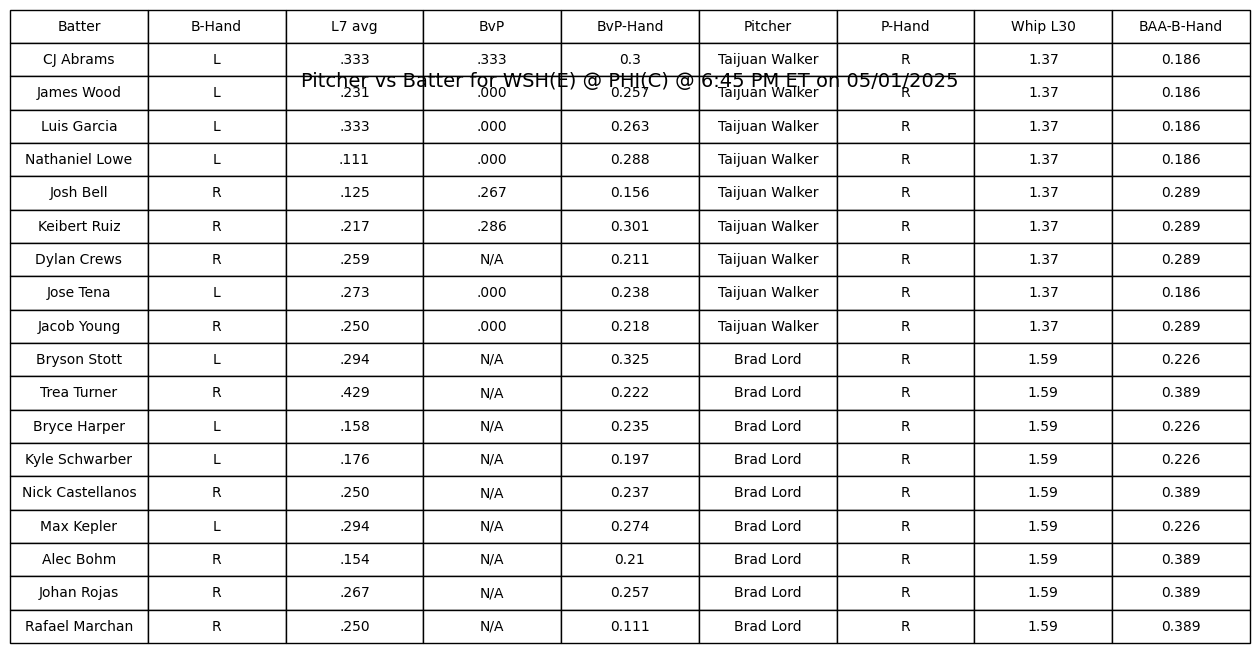 Batter B-Hand L7 avg BvP BvP-Hand Pitcher P-Hand Whip L30 BAA-B-Hand
CJ Abrams L .333 .333 0.3 Taijuan Walker R 1.37 0.186
Pitcher vs Batter for WSH(E) @ PHI(C) @ 6:45 PM ET on 05/01/2025
James Wood L .231 .000 0.257 Taijuan Walker R 1.37 0.186
Luis Garcia L .333 .000 0.263 Taijuan Walker R 1.37 0.186
Nathaniel Lowe L .111 .000 0.288 Taijuan Walker R 1.37 0.186
Josh Bell R .125 .267 0.156 Taijuan Walker R 1.37 0.289
Keibert Ruiz R .217 .286 0.301 Taijuan Walker R 1.37 0.289
Dylan Crews R .259 N/A 0.211 Taijuan Walker R 1.37 0.289
Jose Tena L .273 .000 0.238 Taijuan Walker R 1.37 0.186
Jacob Young R .250 .000 0.218 Taijuan Walker R 1.37 0.289
Bryson Stott L .294 N/A 0.325 Brad Lord R 1.59 0.226
Trea Turner R .429 N/A 0.222 Brad Lord R 1.59 0.389
Bryce Harper L .158 N/A 0.235 Brad Lord R 1.59 0.226
Kyle Schwarber L .176 N/A 0.197 Brad Lord R 1.59 0.226
Nick Castellanos R .250 N/A 0.237 Brad Lord R 1.59 0.389
Max Kepler L .294 N/A 0.274 Brad Lord R 1.59 0.226
Alec Bohm R .154 N/A 0.21 Brad Lord R 1.59 0.389
Johan Rojas R .267 N/A 0.257 Brad Lord R 1.59 0.389
Rafael Marchan R .250 N/A 0.111 Brad Lord R 1.59 0.389